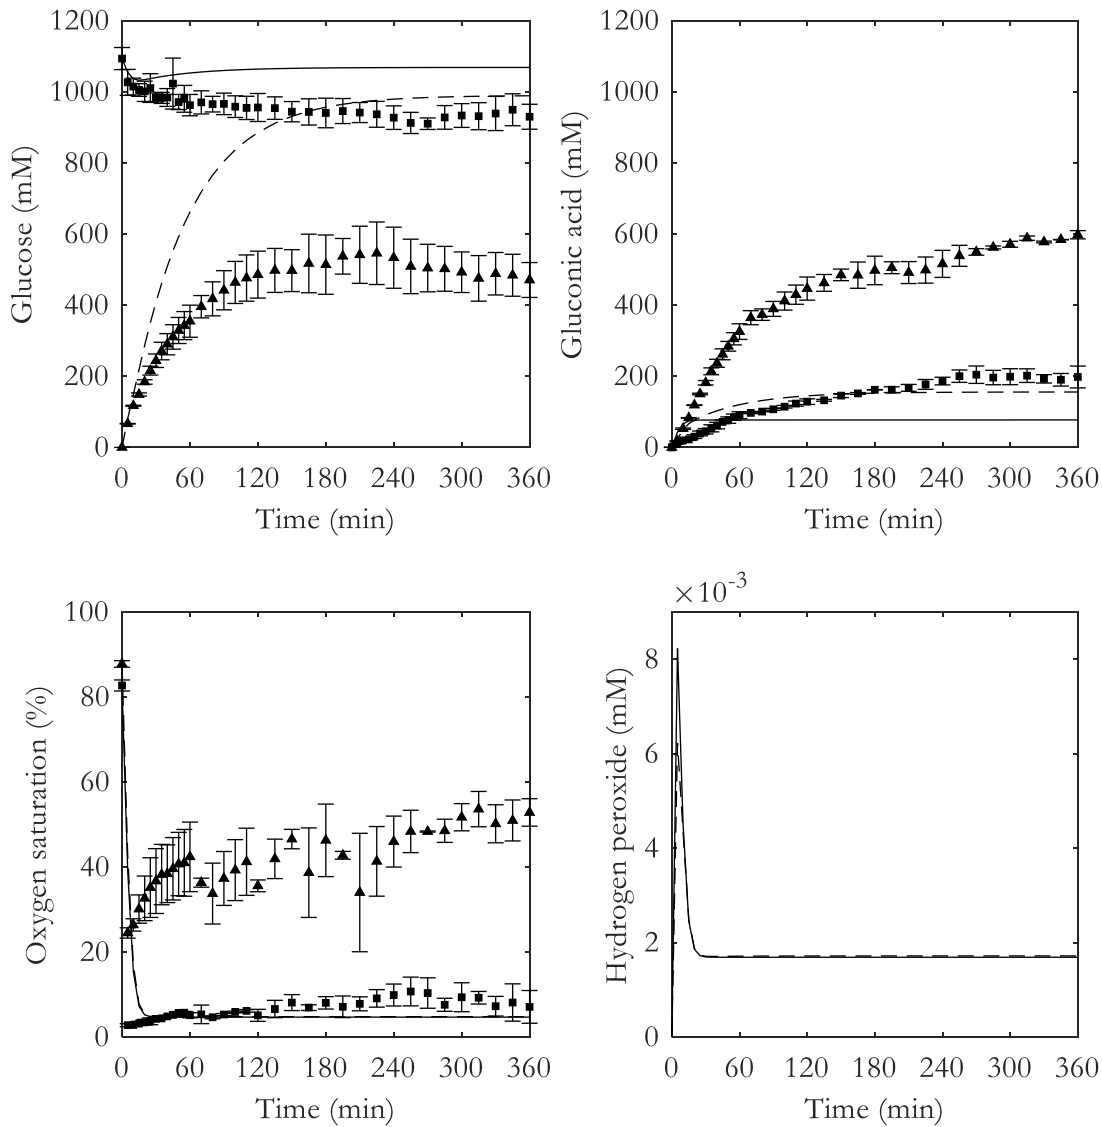 1200
1000
800
600
400
200
0
Glucose (mM)
0 60 120 180 240 300 360
Time (min)
1200
1000
800
600
400
200
0
Gluconic acid (mM)
0 60 120 180 240 300 360
Time (min)
100
80
60
40
20
0
Oxygen saturation (%)
0 60 120 180 240 300 360
Time (min)
×10-3
8
6
4
2
0
Hydrogen peroxide (mM)
0 60 120 180 240 300 360
Time (min)